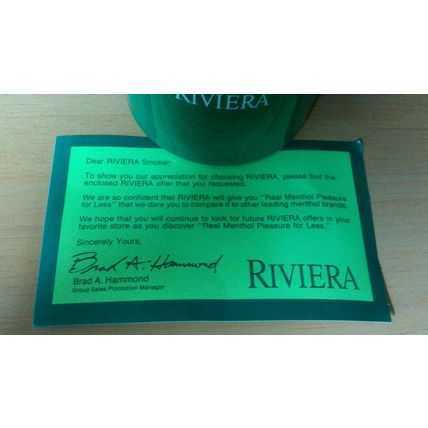 RIVIERA
Dear RIVIERA Smoker:
To show you our appreciation for choosing RIVIERA, please find the
enclosed RIVIERA offer that you requested.
We are so confident that RIVIERA will give you "Real Menthol Pleasure
for Less" that we dare you to compare it to other leading menthol brands.
We hope that you will continue to look for future RIVIERA offers in your
favorite store as you discover "Real Menthol Pleasure for Less."
Sincerely Yours,
Brad A. Hammond
Brad A. Hammond
Group Sales Promotion Manager
RIVIERA